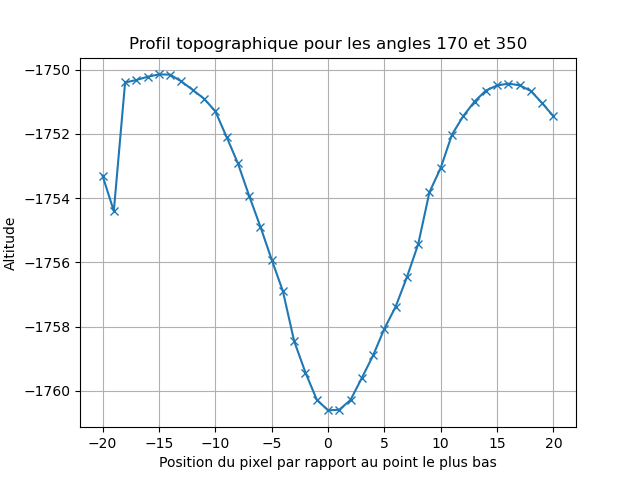 Profil topographique pour les angles 170 et 350
Altitude
−1750
−1752
−1754
−1756
−1758
−1760
−20 −15 −10 −5 0 5 10 15 20
Position du pixel par rapport au point le plus bas